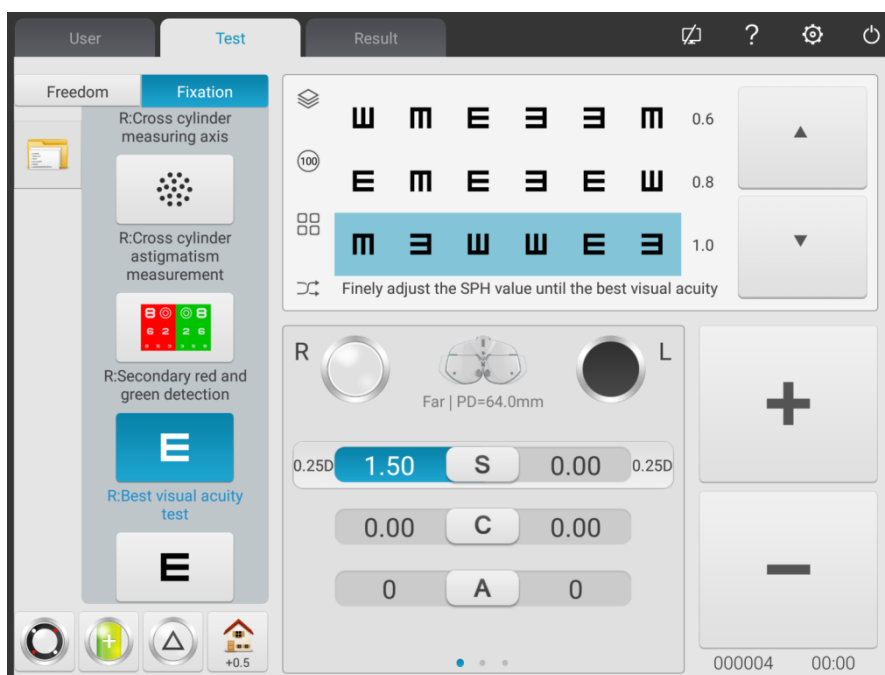 User
Test
Result
?
Freedom
Fixation
R:Cross cylinder
measuring axis
R:Cross cylinder
astigmatism
measurement
8 8
6 2 2 6
R:Secondary red and
green detection
E
R:Best visual acuity
test
E
+0.5
100
0.6
0.8
1.0
Finely adjust the SPH value until the best visual acuity
R
L
Far | PD=64.0mm
0.25D 1.50 S 0.00 0.25D
0.00 C 0.00
0 A 0
+
−
000004 00:00